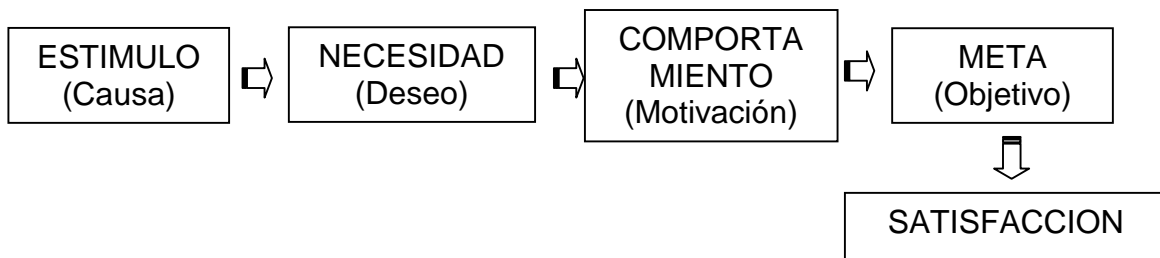 ESTIMULO
(Causa)
NECESIDAD
(Deseo)
COMPORTA
MIENTO
(Motivación)
META
(Objetivo)
SATISFACCION